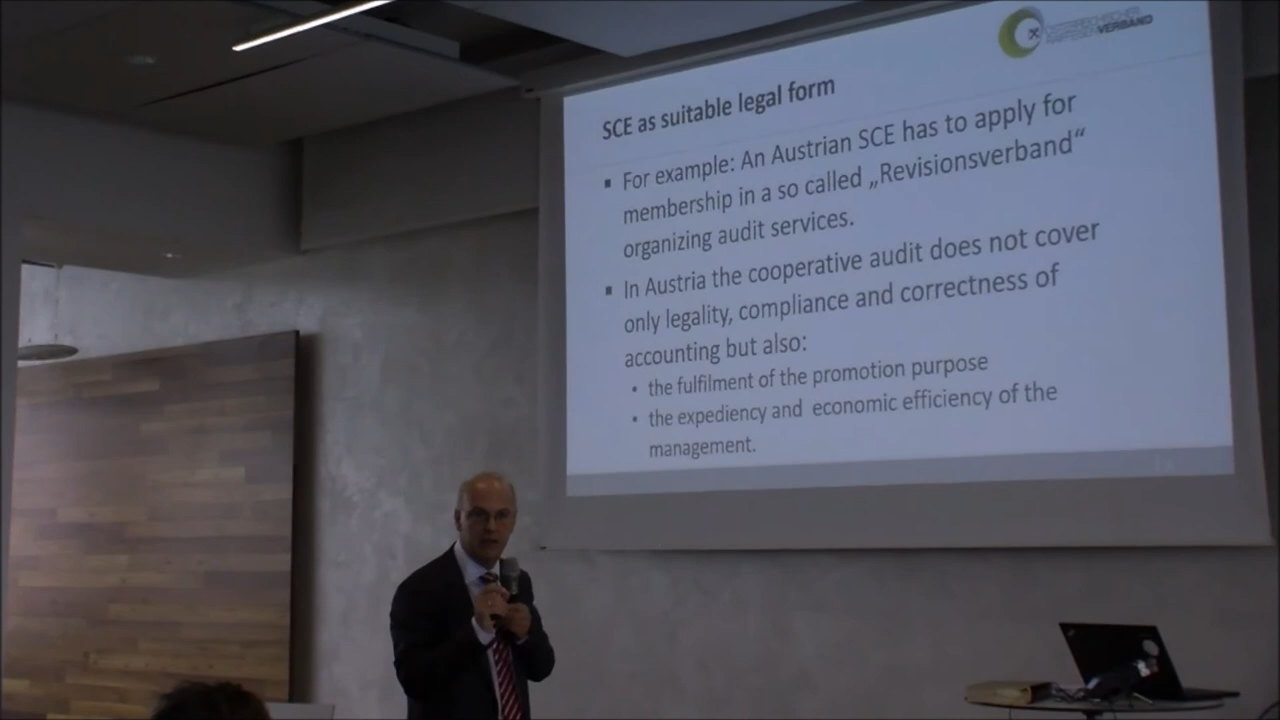 ÖSTERREICHISCHER
RAIFFEISENVERBAND
SCE as suitable legal form
▪ For example: An Austrian SCE has to apply for
membership in a so called „Revisionsverband“
organizing audit services.
▪ In Austria the cooperative audit does not cover
only legality, compliance and correctness of
accounting but also:
• the fulfilment of the promotion purpose
• the expediency and economic efficiency of the
management.